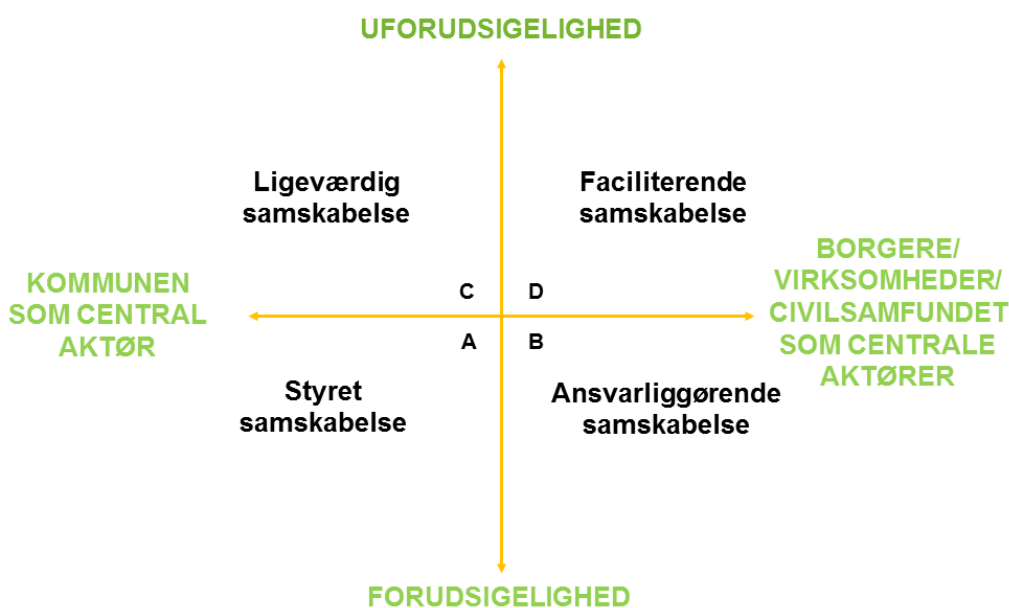 UFORUDSIGELIGHED
Ligeværdig
samskabelse
Faciliterende
samskabelse
KOMMUNEN
SOM CENTRAL
AKTØR
BORGERE/
VIRKSOMHEDER/
CIVILSAMFUNDET
SOM CENTRALE
AKTØRER
C
D
A
B
Styret
samskabelse
Ansvarliggørende
samskabelse
FORUDSIGELIGHED